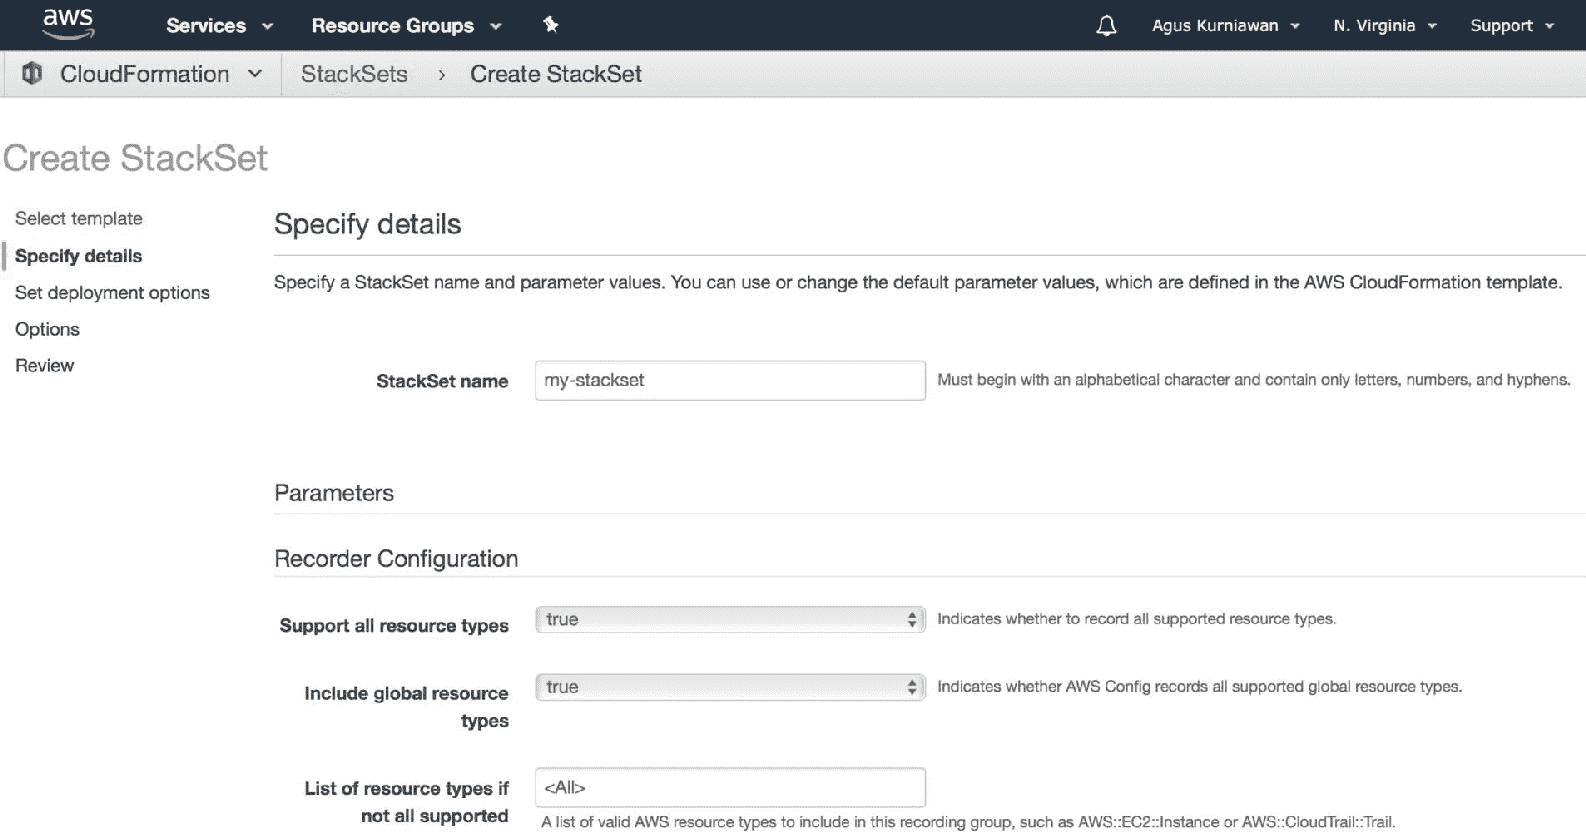 aws Services Resource Groups Agus Kurniawan N. Virginia Support
CloudFormation StackSets › Create StackSet
Create StackSet
Select template
Specify details
Set deployment options
Options
Review
Specify details
Specify a StackSet name and parameter values. You can use or change the default parameter values, which are defined in the AWS CloudFormation template.
StackSet name my-stackset Must begin with an alphabetical character and contain only letters, numbers, and hyphens.
Parameters
Recorder Configuration
Support all resource types true Indicates whether to record all supported resource types.
Include global resource true Indicates whether AWS Config records all supported global resource types.
types
List of resource types if <All>
not all supported A list of valid AWS resource types to include in this recording group, such as AWS::EC2::Instance or AWS::CloudTrail::Trail.